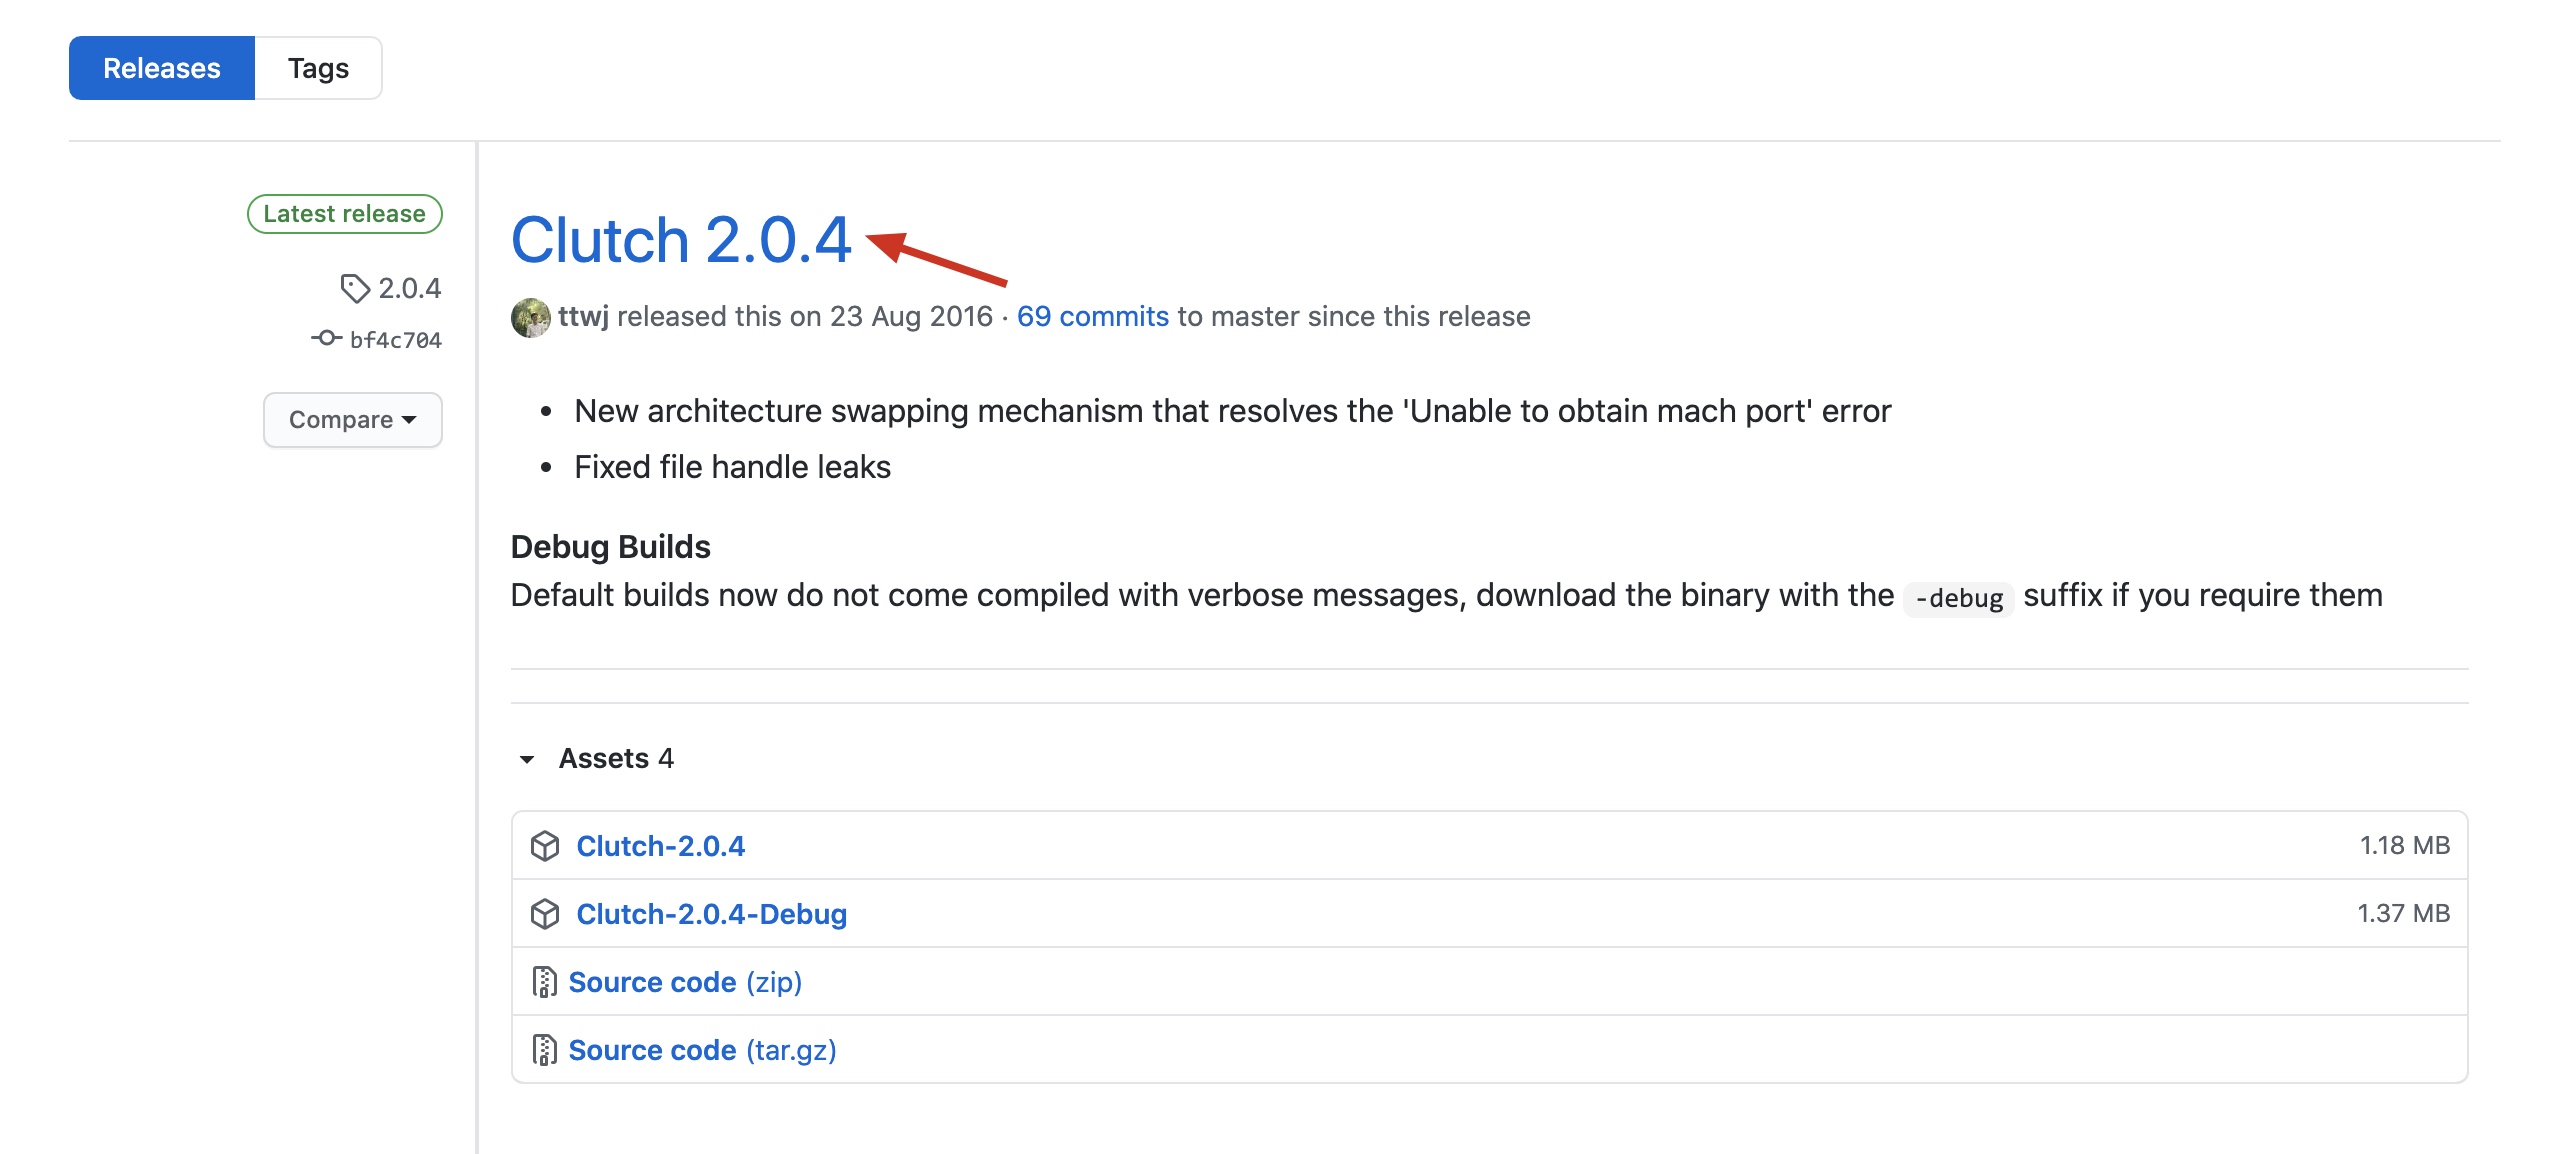 Releases
Tags
Latest release
2.0.4
bf4c704
Compare
Clutch 2.0.4
ttwj released this on 23 Aug 2016 · 69 commits to master since this release
• New architecture swapping mechanism that resolves the 'Unable to obtain mach port' error
• Fixed file handle leaks
Debug Builds
Default builds now do not come compiled with verbose messages, download the binary with the -debug suffix if you require them
Assets 4
Clutch-2.0.4 1.18 MB
Clutch-2.0.4-Debug 1.37 MB
Source code (zip)
Source code (tar.gz)